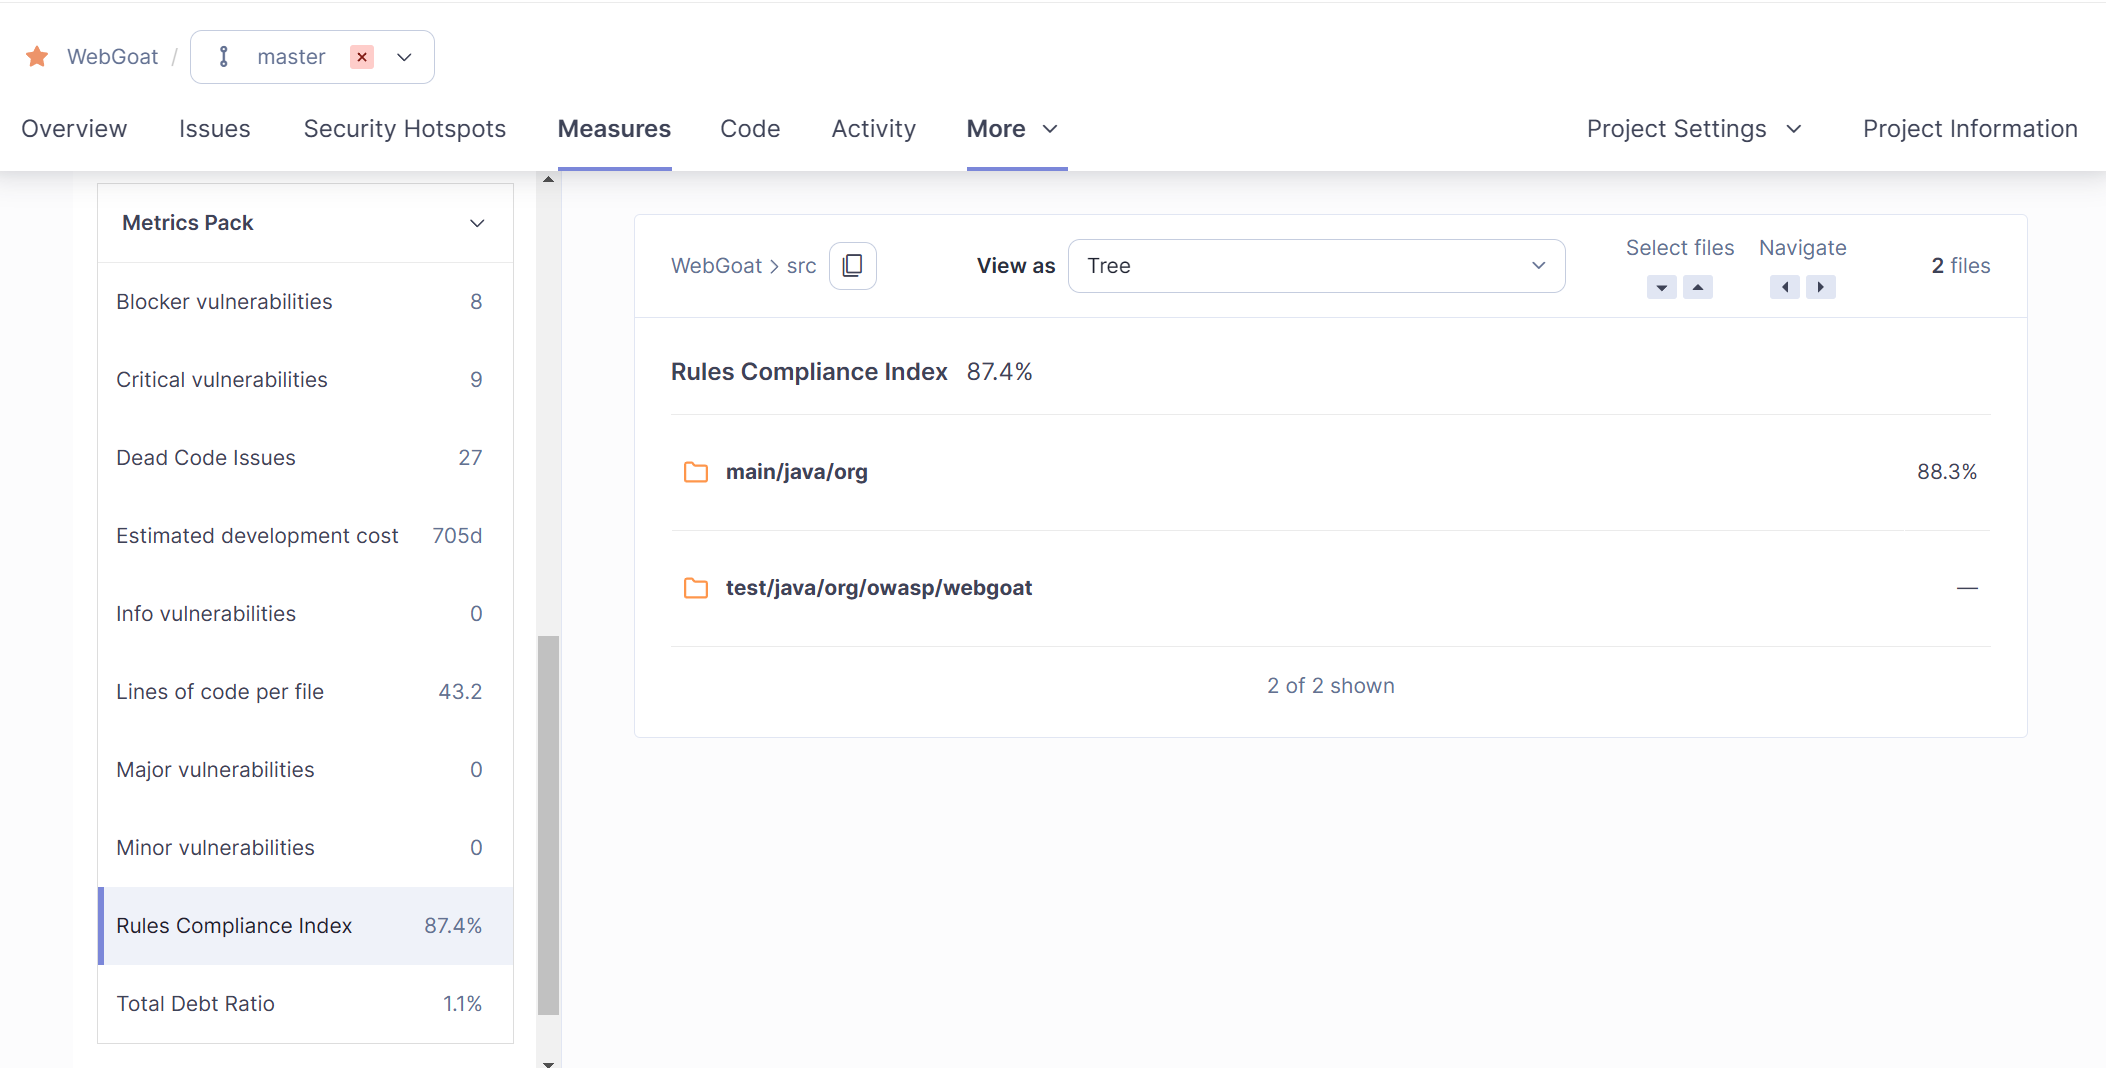 WebGoat / master
Overview Issues Security Hotspots Measures Code Activity More Project Settings Project Information
Metrics Pack
Blocker vulnerabilities 8
Critical vulnerabilities 9
Dead Code Issues 27
Estimated development cost 705d
Info vulnerabilities 0
Lines of code per file 43.2
Major vulnerabilities 0
Minor vulnerabilities 0
Rules Compliance Index 87.4%
Total Debt Ratio 1.1%
WebGoat > src View as Tree Select files Navigate 2 files
Rules Compliance Index 87.4%
main/java/org 88.3%
test/java/org/owasp/webgoat —
2 of 2 shown